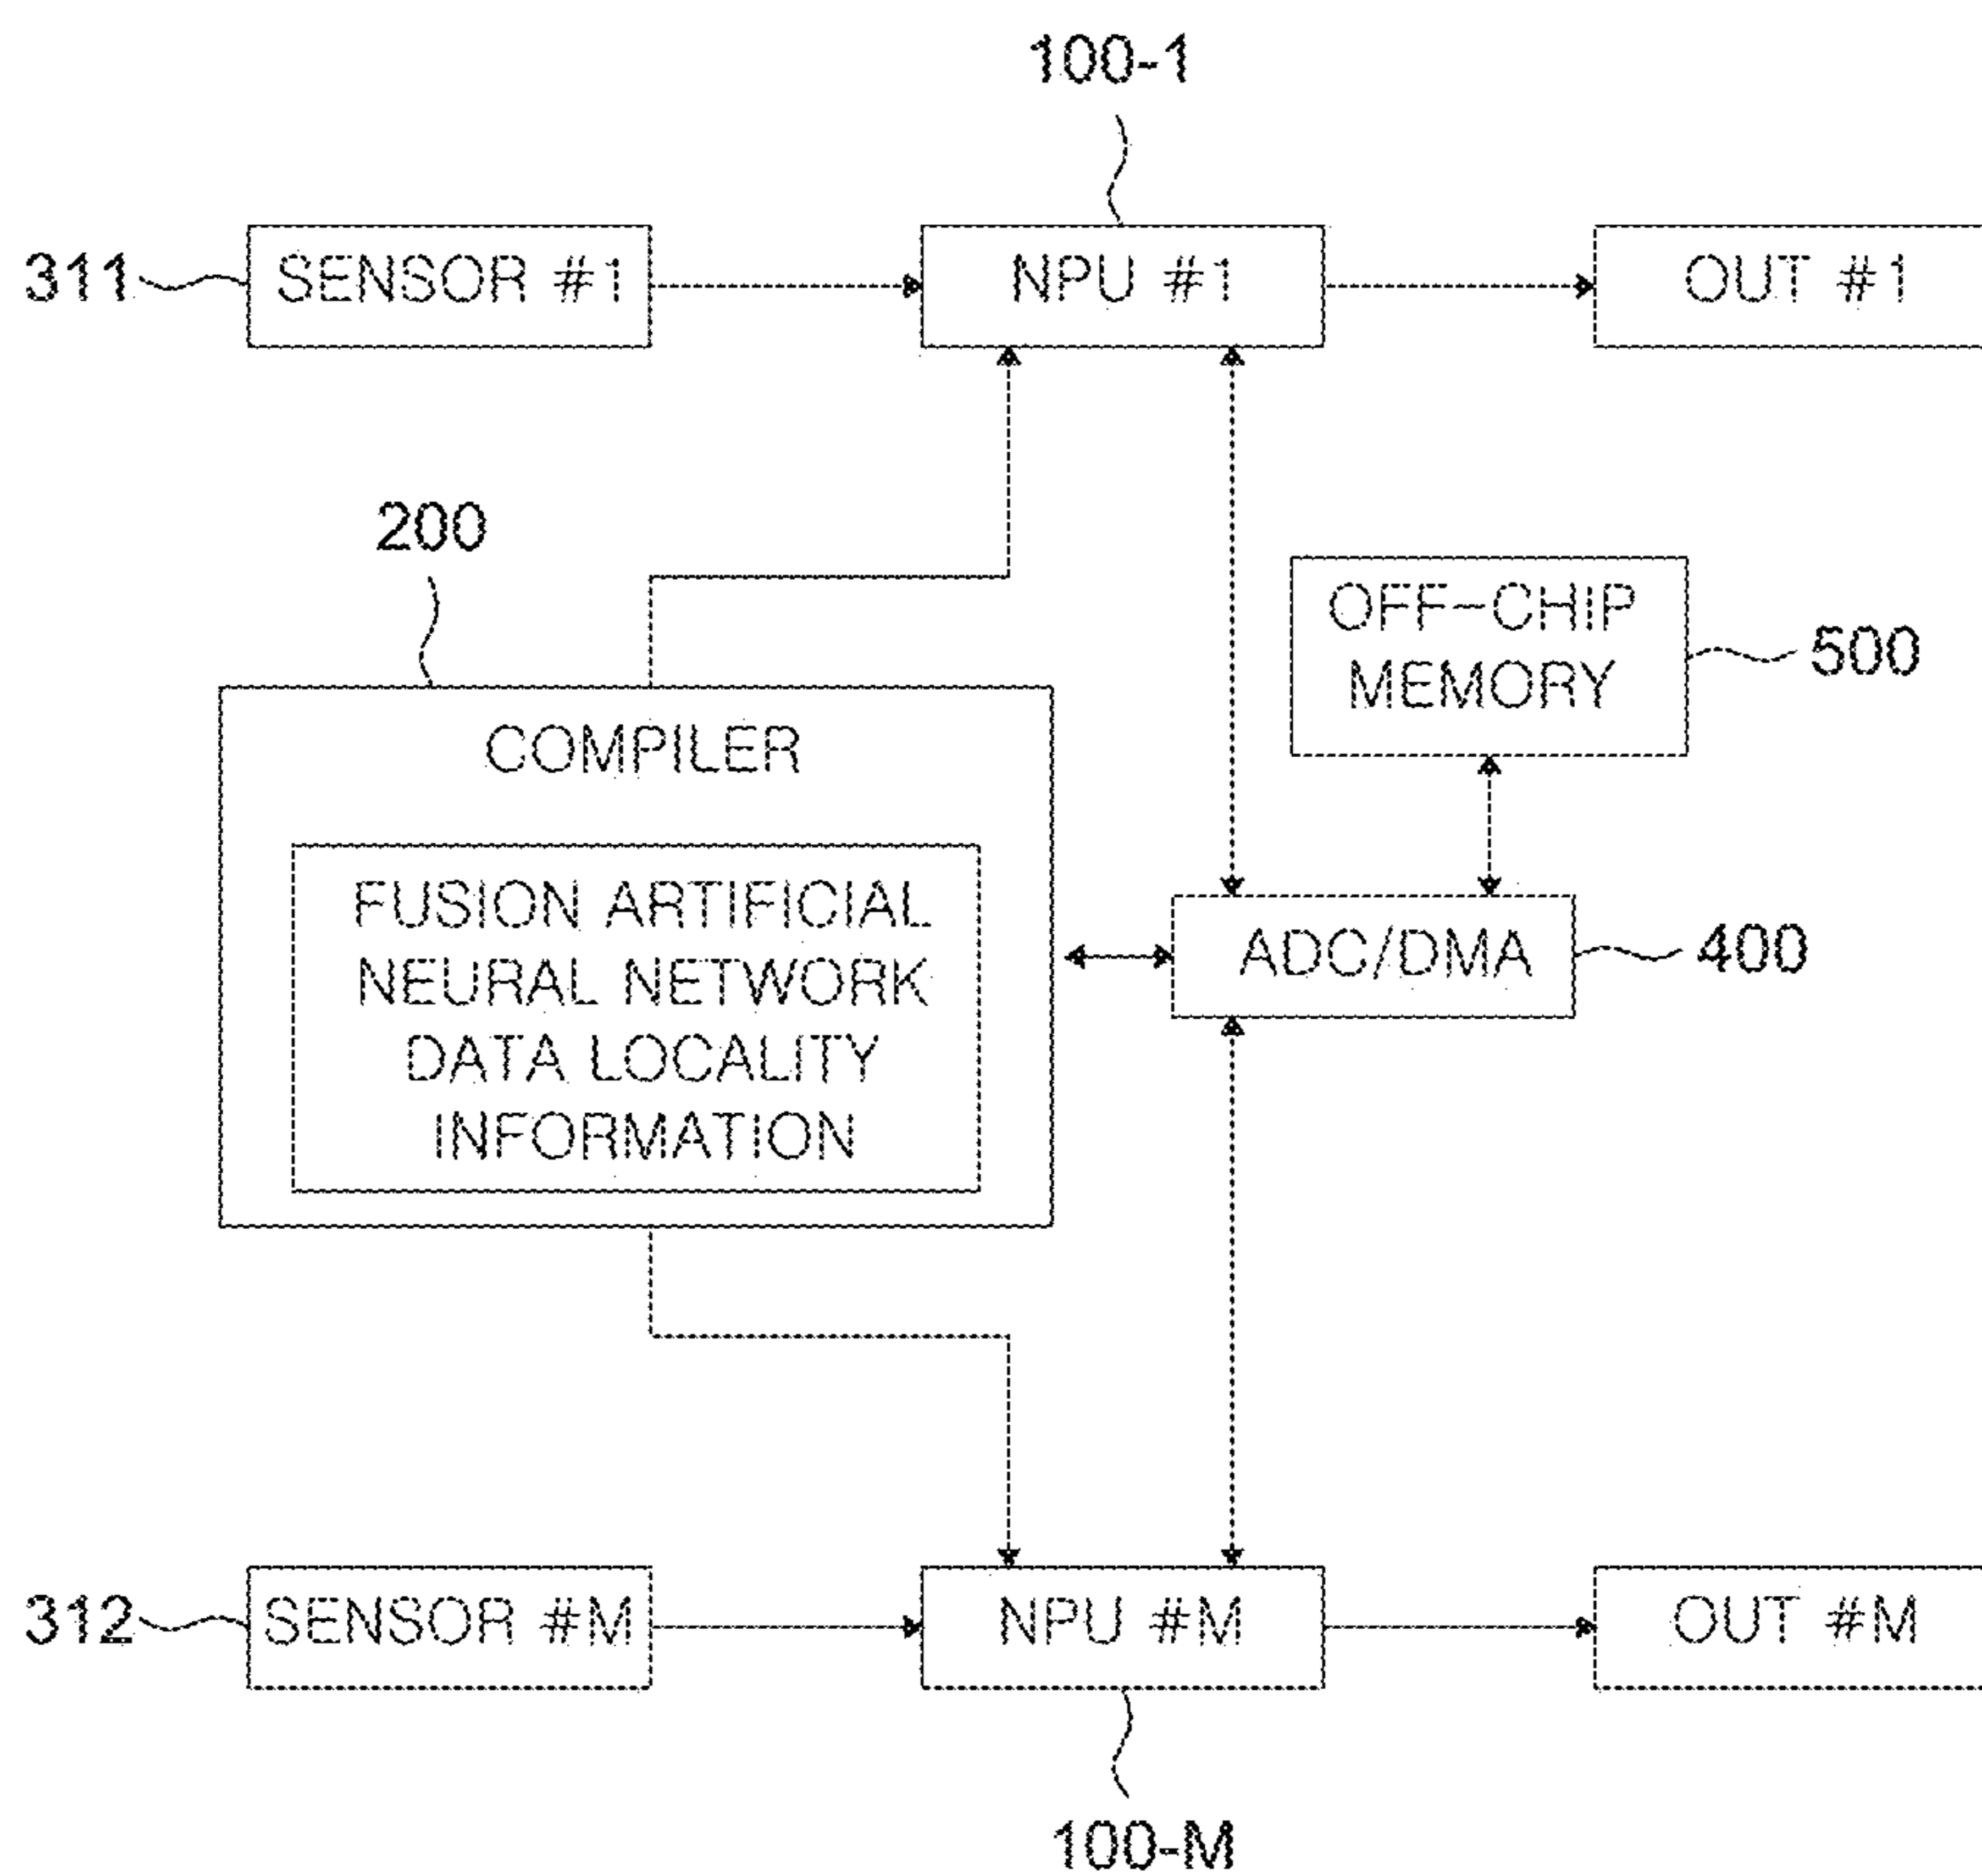 100-1
311
SENSOR #1
NPU #1
OUT #1
200
OFF-CHIP
MEMORY
500
COMPILER
FUSION ARTIFICIAL
NEURAL NETWORK
DATA LOCALITY
INFORMATION
ADC/DMA
400
312
SENSOR #M
NPU #M
OUT #M
100-M